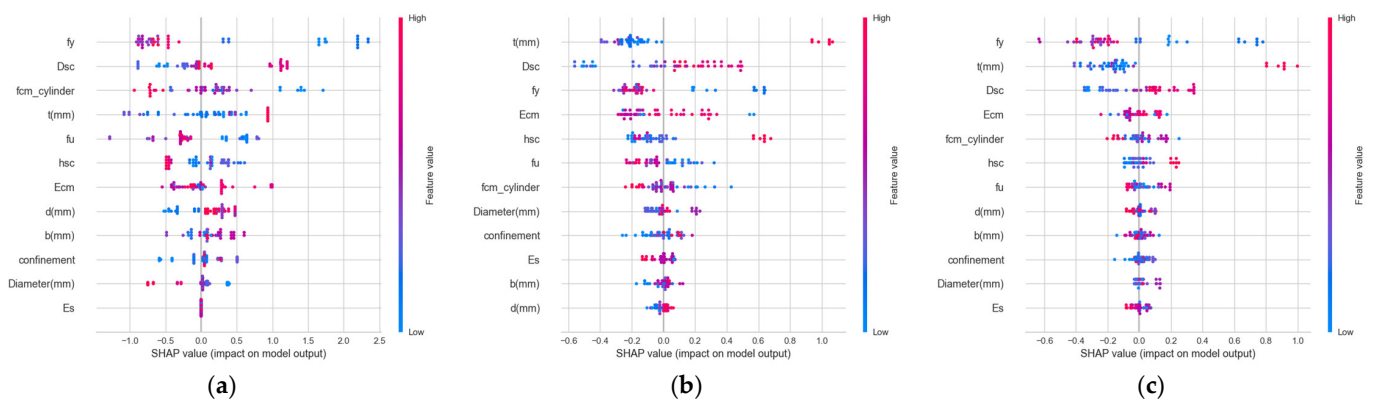 High
fy
Dsc
fcm_cylinder
t(mm)
fu
hsc
Ecm
d(mm)
b(mm)
confinement
Diameter(mm)
Es
Feature value
Low
−1.0 −0.5 0.0 0.5 1.0 1.5 2.0 2.5
SHAP value (impact on model output)
(a)
High
t(mm)
Dsc
fy
Ecm
hsc
fu
fcm_cylinder
Diameter(mm)
confinement
Es
b(mm)
d(mm)
Feature value
Low
−0.6 −0.4 −0.2 0.0 0.2 0.4 0.6 0.8 1.0
SHAP value (impact on model output)
(b)
High
fy
t(mm)
Dsc
Ecm
fcm_cylinder
hsc
fu
d(mm)
b(mm)
confinement
Diameter(mm)
Es
Feature value
Low
−0.6 −0.4 −0.2 0.0 0.2 0.4 0.6 0.8 1.0
SHAP value (impact on model output)
(c)